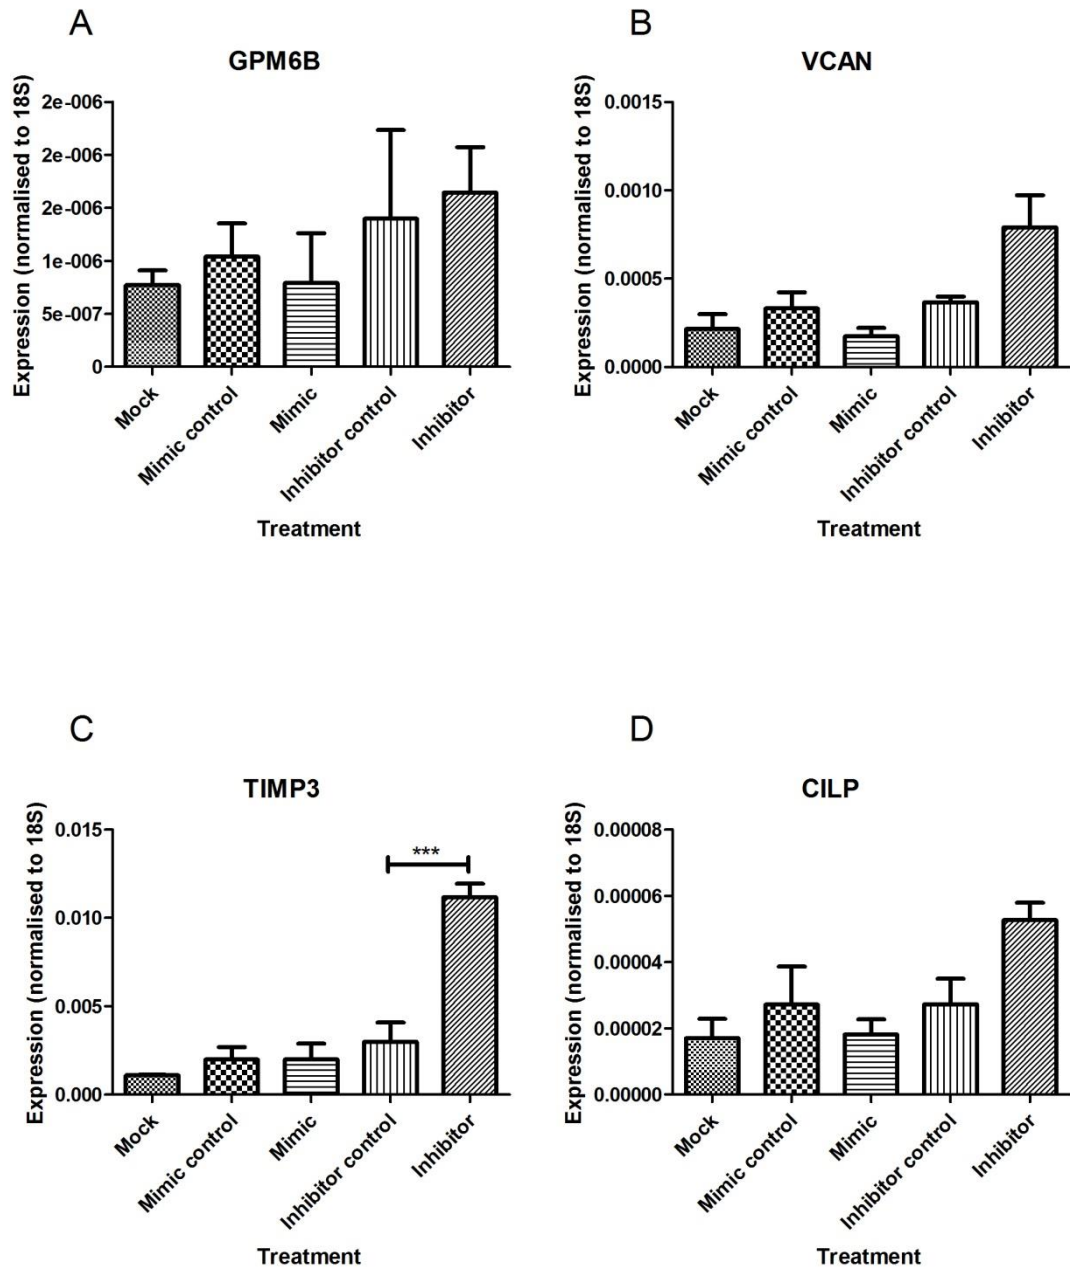 A
GPM6B
Expression (normalised to 18S)
2e-006
2e-006
2e-006
1e-006
5e-007
0
Mock
Mimic control
Mimic
Inhibitor control
Inhibitor
Treatment
B
VCAN
Expression (normalised to 18S)
0.0015
0.0010
0.0005
0.0000
Mock
Mimic control
Mimic
Inhibitor control
Inhibitor
Treatment
C
TIMP3
Expression (normalised to 18S)
0.015
0.010
0.005
0.000
***
Mock
Mimic control
Mimic
Inhibitor control
Inhibitor
Treatment
D
CILP
Expression (normalised to 18S)
0.00008
0.00006
0.00004
0.00002
0.00000
Mock
Mimic control
Mimic
Inhibitor control
Inhibitor
Treatment